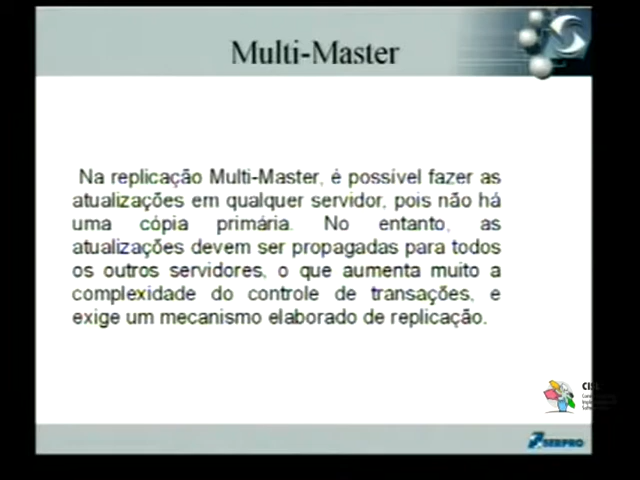 Multi-Master
Na replicação Multi-Master, é possível fazer as
atualizações em qualquer servidor, pois não há
uma cópia primária. No entanto, as
atualizações devem ser propagadas para todos
os outros servidores, o que aumenta muito a
complexidade do controle de transações, e
exige um mecanismo elaborado de replicação.
SERPRO